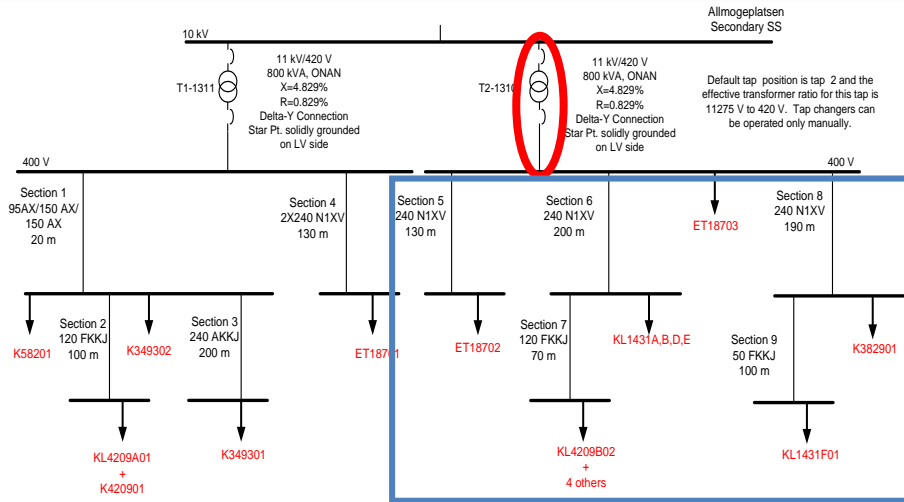 Allmogeplatsen
Secondary SS
10 kV
T1-1311
11 kV/420 V
800 kVA, ONAN
X=4.829%
R=0.829%
Delta-Y Connection
Star Pt. solidly grounded
on LV side
T2-1310
11 kV/420 V
800 kVA, ONAN
X=4.829%
R=0.829%
Delta-Y Connection
Star Pt. solidly grounded
on LV side
Default tap position is tap 2 and the
effective transformer ratio for this tap is
11275 V to 420 V. Tap changers can
be operated only manually.
400 V
400 V
Section 1
95AX/150 AX/
150 AX
20 m
Section 4
2X240 N1XV
130 m
Section 5
240 N1XV
130 m
Section 6
240 N1XV
200 m
ET18703
Section 8
240 N1XV
190 m
K58201
Section 2
120 FKKJ
100 m
K349302
Section 3
240 AKKJ
200 m
ET18701
ET18702
Section 7
120 FKKJ
70 m
KL1431A,B,D,E
Section 9
50 FKKJ
100 m
K382901
KL4209A01
+
K420901
K349301
KL4209B02
+
4 others
KL1431F01